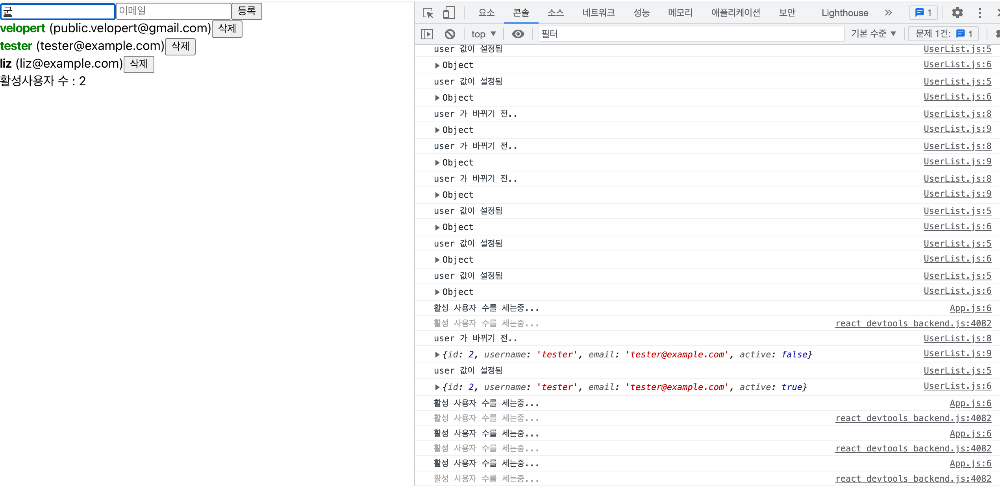 군 이메일 등록
velopert (public.velopert@gmail.com) 삭제
tester (tester@example.com) 삭제
liz (liz@example.com) 삭제
활성사용자 수 : 2
요소 콘솔 소스 네트워크 성능 메모리 애플리케이션 보안 Lighthouse 1
top 필터 기본 수준 문제 1건: 1
user 값이 설정됨 UserList.js:5
Object UserList.js:6
user 값이 설정됨 UserList.js:5
Object UserList.js:6
user 가 바뀌기 전.. UserList.js:8
Object UserList.js:9
user 가 바뀌기 전.. UserList.js:8
Object UserList.js:9
user 가 바뀌기 전.. UserList.js:8
Object UserList.js:9
user 값이 설정됨 UserList.js:5
Object UserList.js:6
user 값이 설정됨 UserList.js:5
Object UserList.js:6
user 값이 설정됨 UserList.js:5
Object UserList.js:6
활성 사용자 수를 세는중... App.js:6
활성 사용자 수를 세는중... react_devtools_backend.js:4082
user 가 바뀌기 전.. UserList.js:8
{id: 2, username: 'tester', email: 'tester@example.com', active: false} UserList.js:9
user 값이 설정됨 UserList.js:5
{id: 2, username: 'tester', email: 'tester@example.com', active: true} UserList.js:6
활성 사용자 수를 세는중... App.js:6
활성 사용자 수를 세는중... react_devtools_backend.js:4082
활성 사용자 수를 세는중... App.js:6
활성 사용자 수를 세는중... react_devtools_backend.js:4082
활성 사용자 수를 세는중... App.js:6
활성 사용자 수를 세는중... react_devtools_backend.js:4082